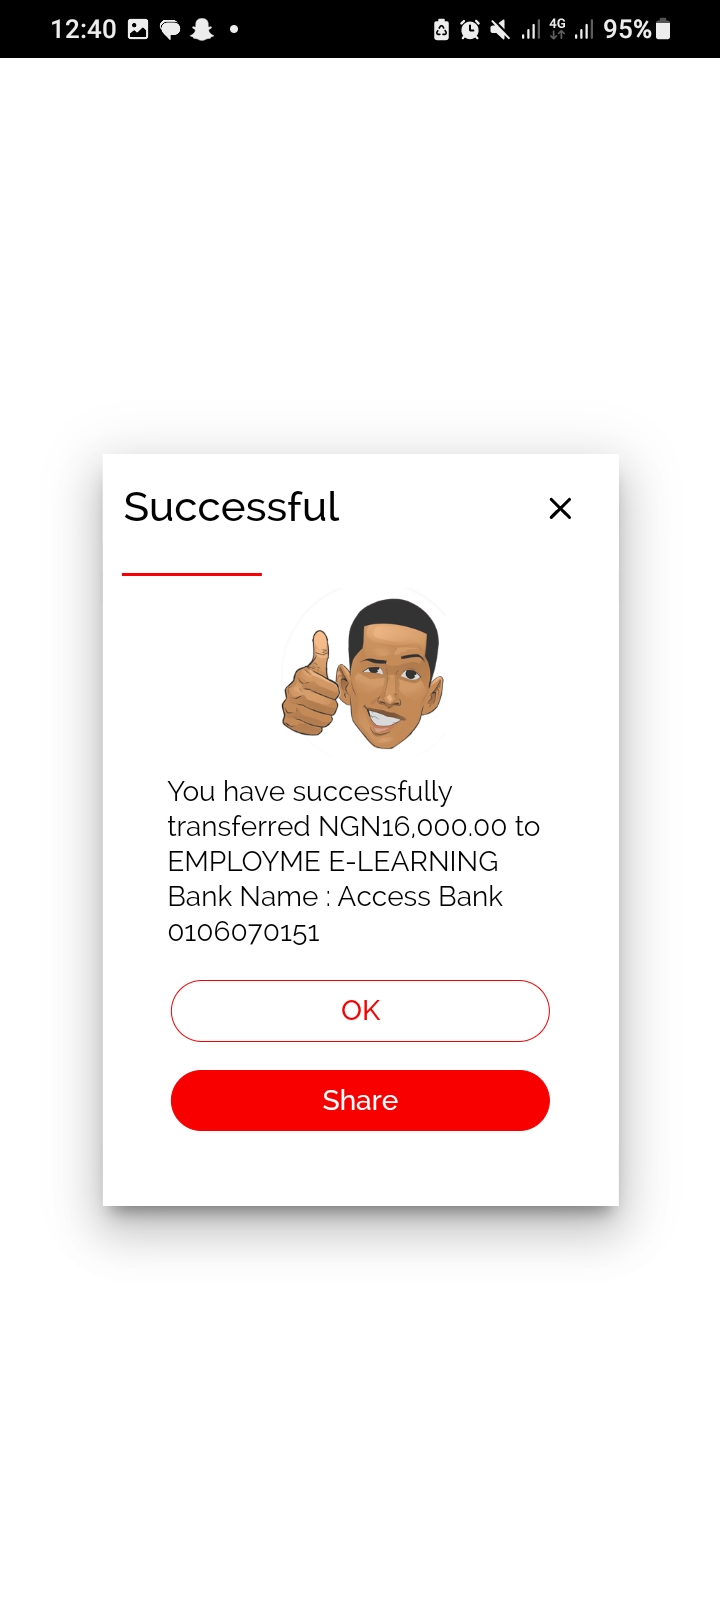 12:40
4G
95%
Successful
You have successfully
transferred NGN16,000.00 to
EMPLOYME E-LEARNING
Bank Name : Access Bank
0106070151
OK
Share